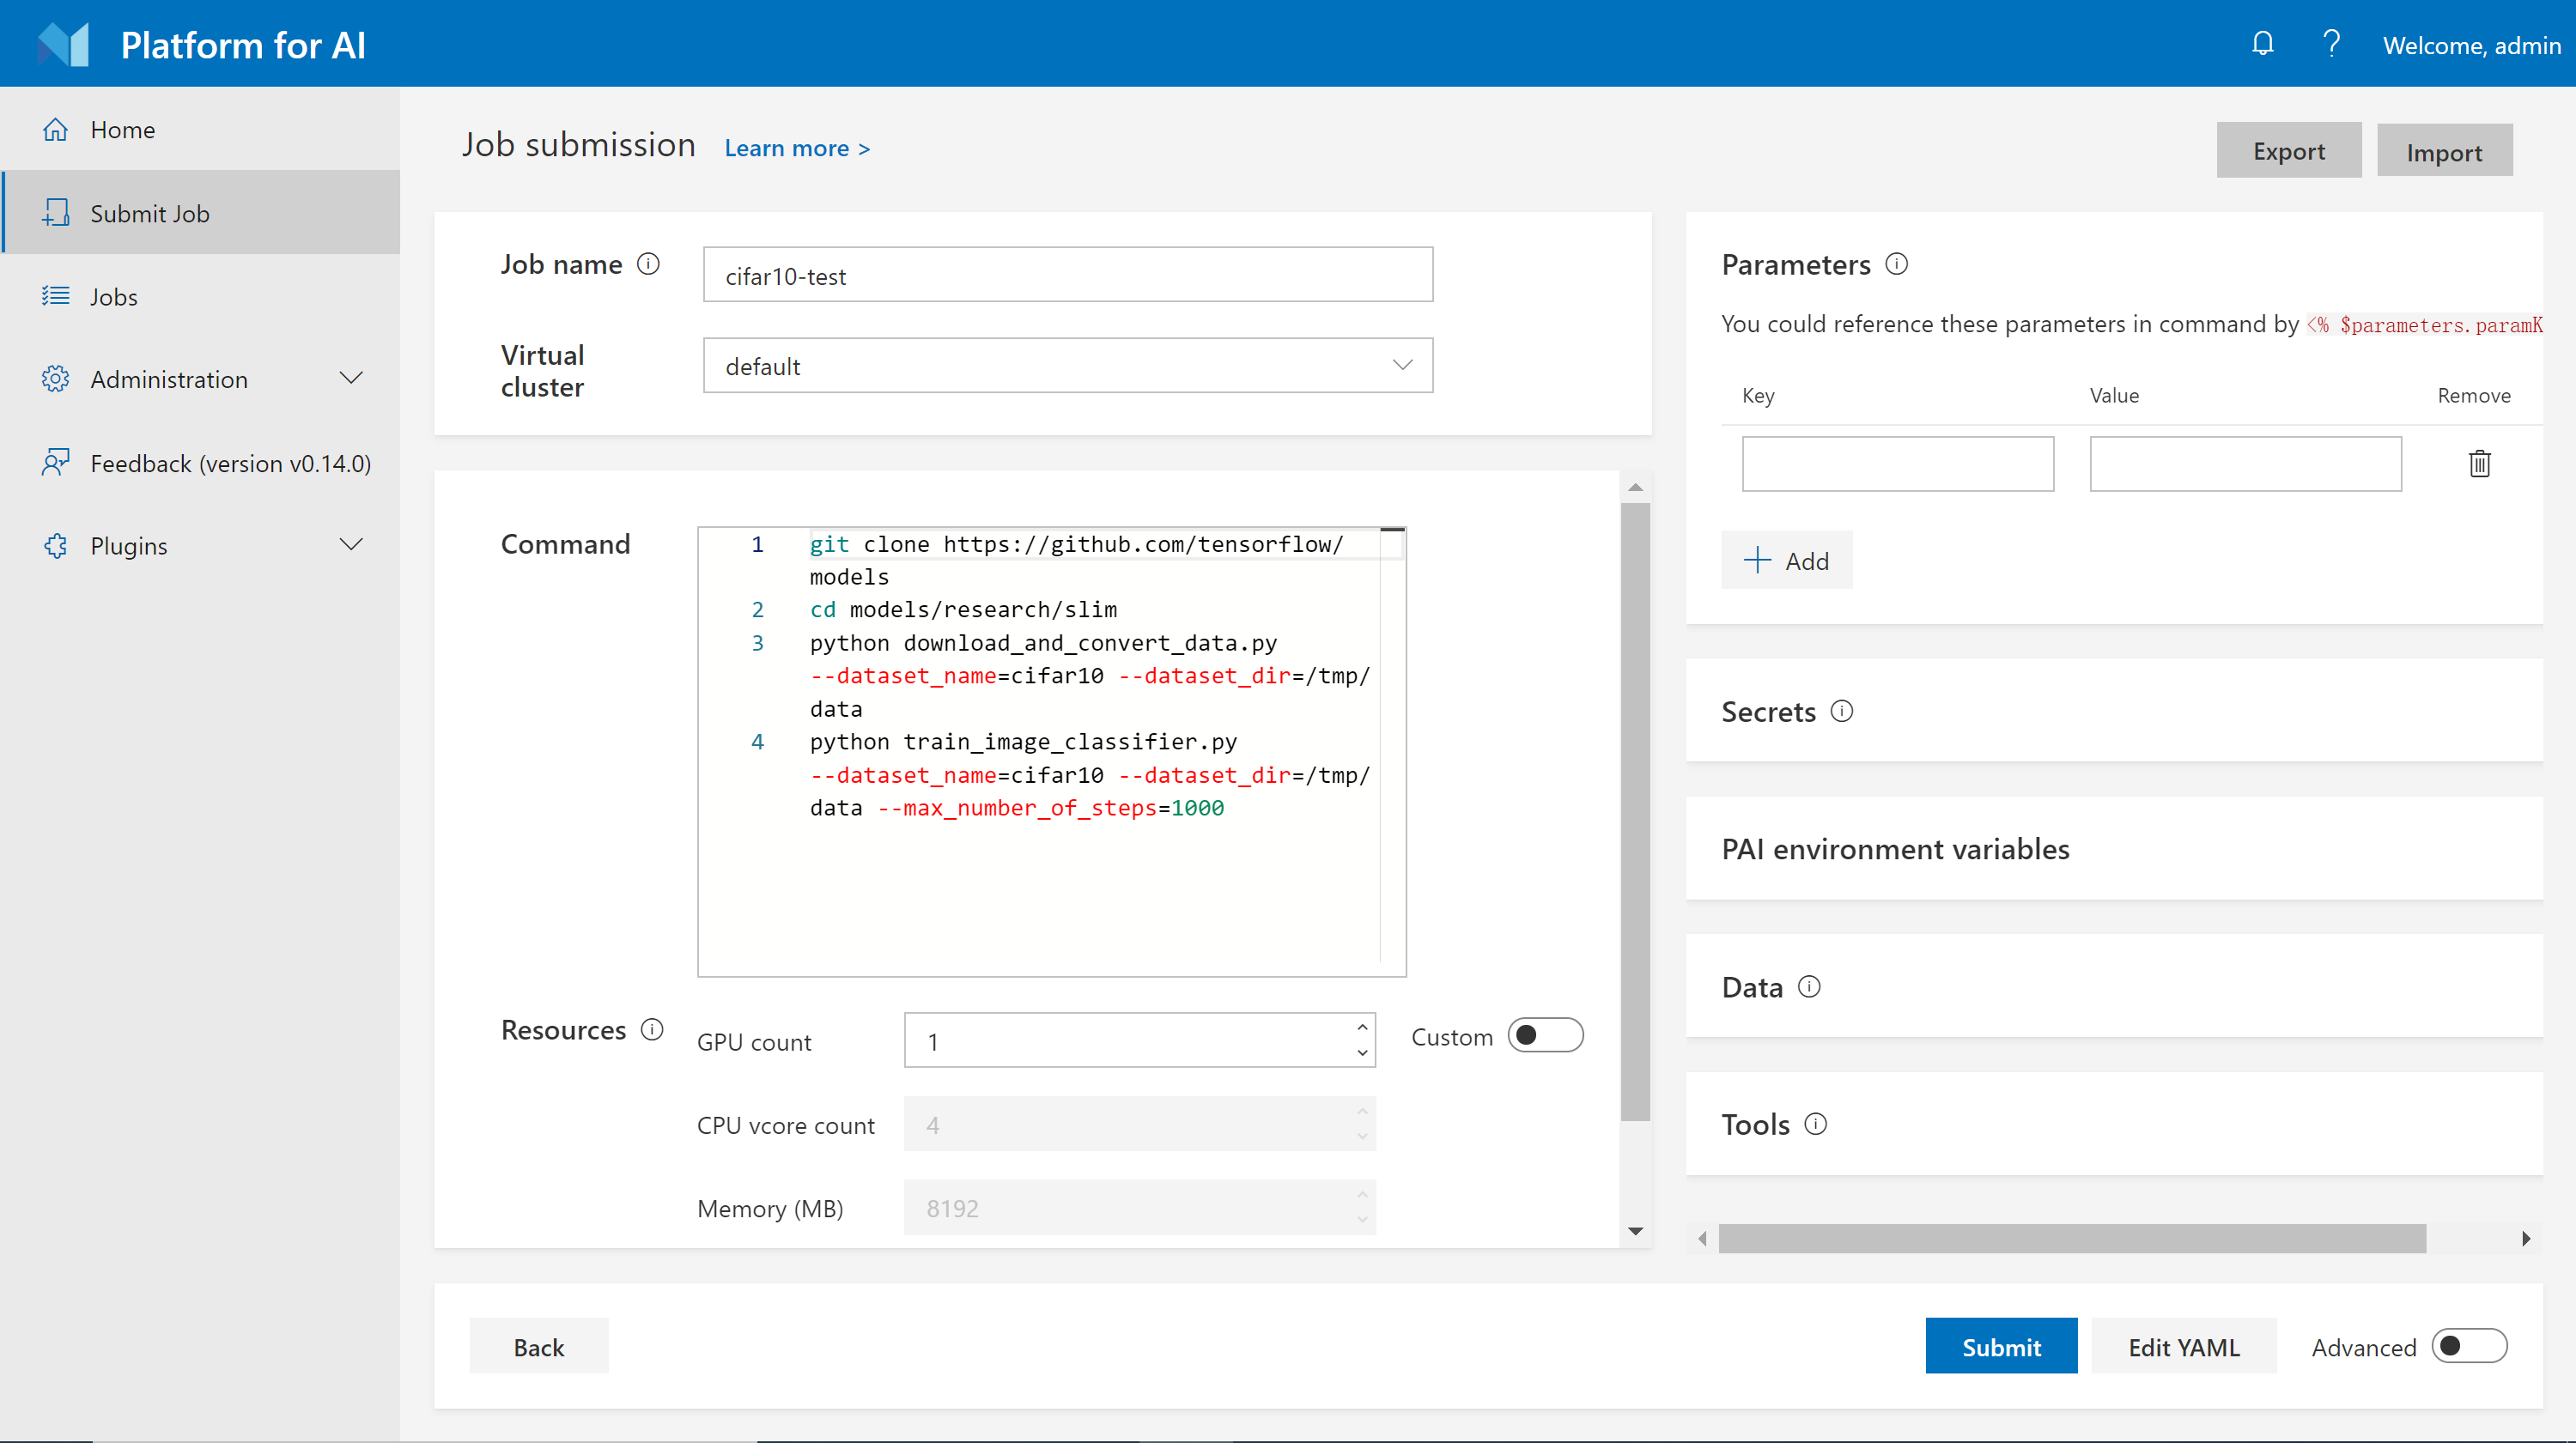 Platform for AI
Welcome, admin
Home
Submit Job
Jobs
Administration
Feedback (version v0.14.0)
Plugins
Job submission
Learn more >
Export
Import
Job name
cifar10-test
Virtual
cluster
default
Command
1 git clone https://github.com/tensorflow/
models
2 cd models/research/slim
3 python download_and_convert_data.py
--dataset_name=cifar10 --dataset_dir=/tmp/
data
4 python train_image_classifier.py
--dataset_name=cifar10 --dataset_dir=/tmp/
data --max_number_of_steps=1000
Resources
GPU count
1
Custom
CPU vcore count
4
Memory (MB)
8192
Parameters
You could reference these parameters in command by <% $parameters.paramK
Key Value Remove
Add
Secrets
PAI environment variables
Data
Tools
Back
Submit
Edit YAML
Advanced